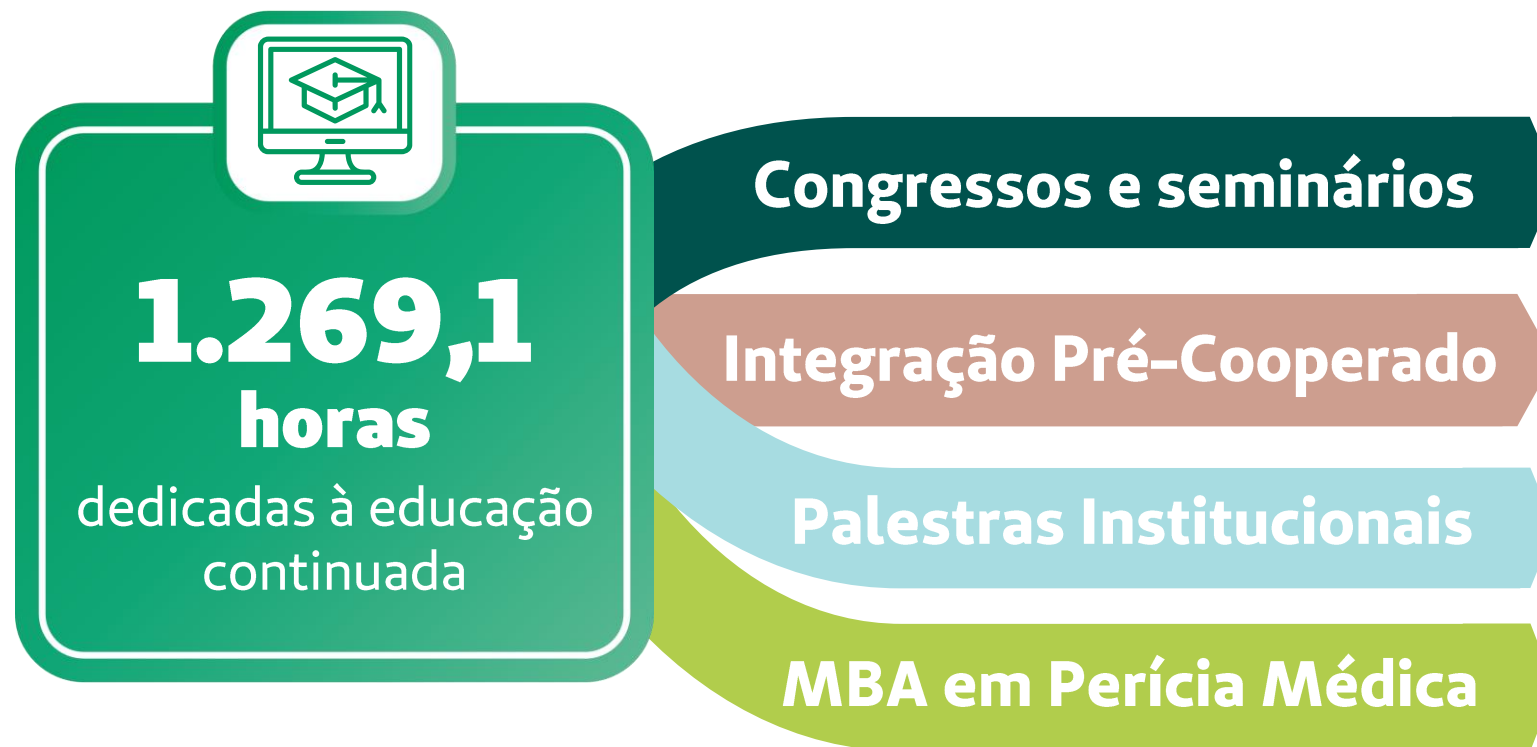 1.269,1
horas
dedicadas à educação
continuada
Congressos e seminários
Integração Pré-Cooperado
Palestras Institucionais
MBA em Perícia Médica